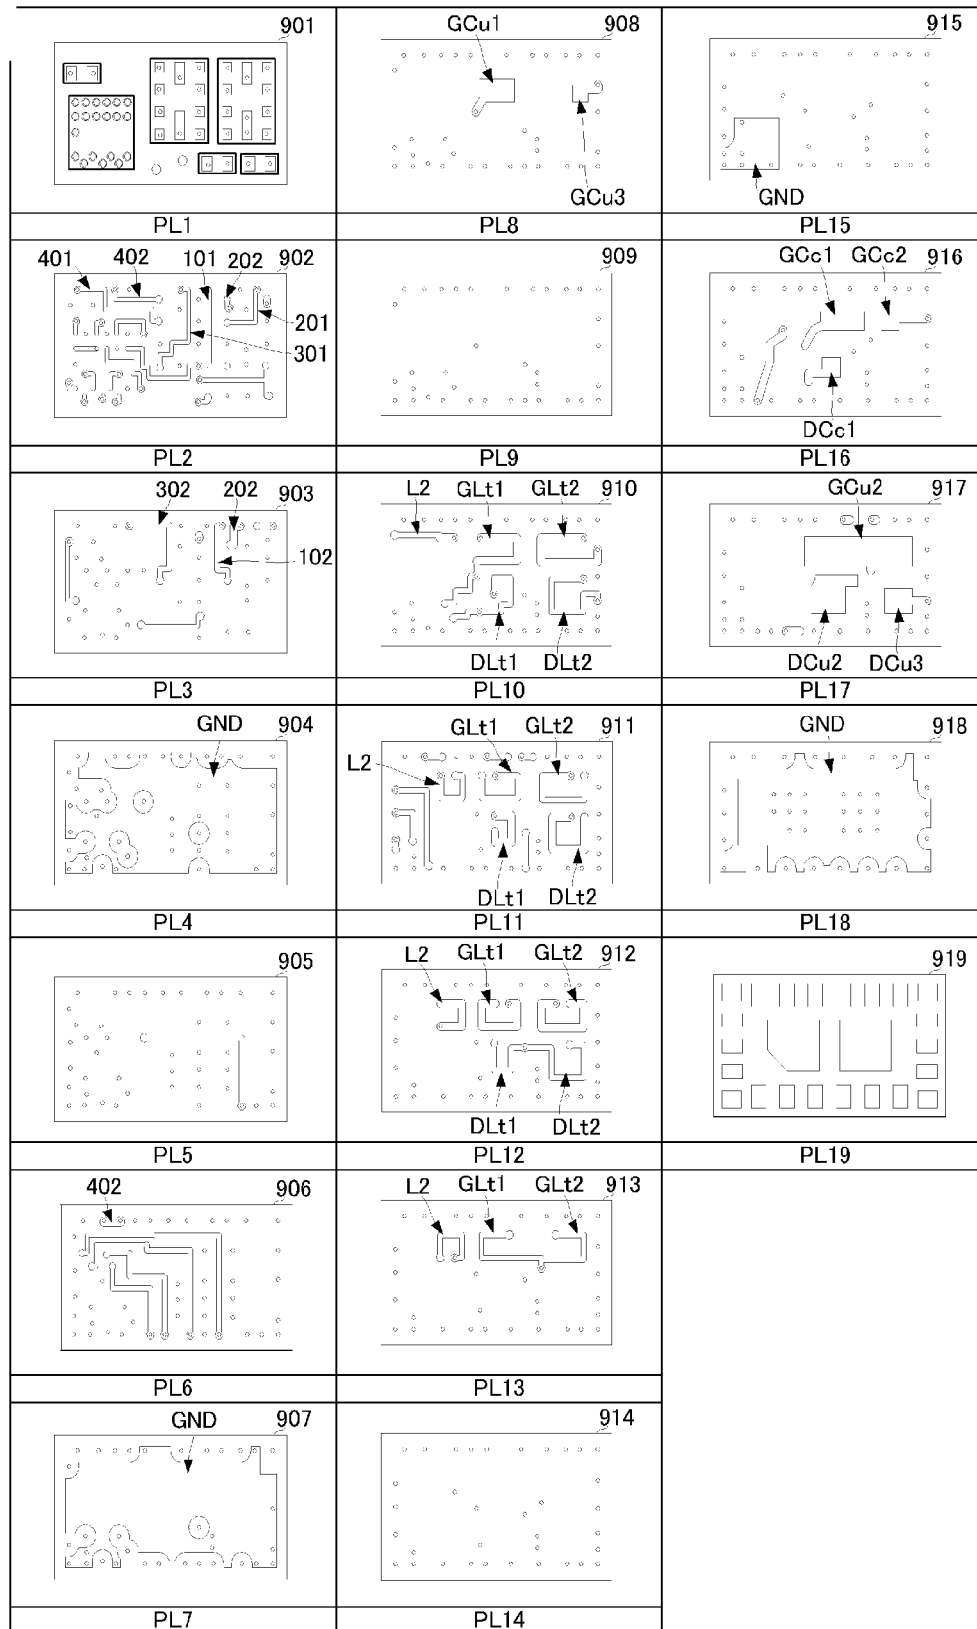 901
PL1
401
402
101
202
902
201
301
PL2
302
202
903
102
PL3
GND
904
PL4
905
PL5
402
906
PL6
GND
907
PL7
GCu1
908
GCu3
PL8
909
PL9
L2
GLt1
GLt2
910
DLt1
DLt2
PL10
GLt1
GLt2
911
L2
DLt1
DLt2
PL11
L2
GLt1
GLt2
912
DLt1
DLt2
PL12
L2
GLt1
GLt2
913
PL13
914
PL14
915
GND
PL15
GCc1
GCc2
916
DCc1
PL16
GCu2
917
DCu2
DCu3
PL17
GND
918
PL18
919
PL19